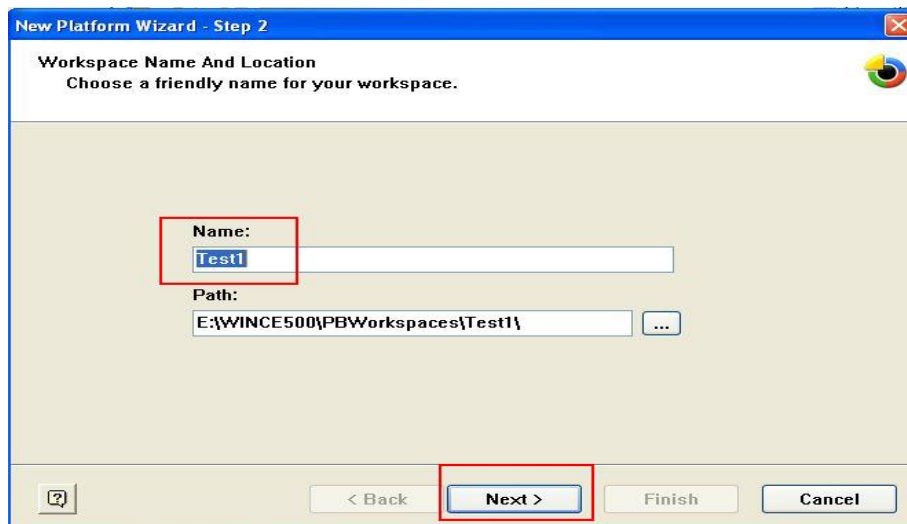 New Platform Wizard - Step 2
Workspace Name And Location
Choose a friendly name for your workspace.
Name:
Test1
Path:
E:\WINCE500\PBWorkspaces\Test1\
...
?
< Back
Next >
Finish
Cancel